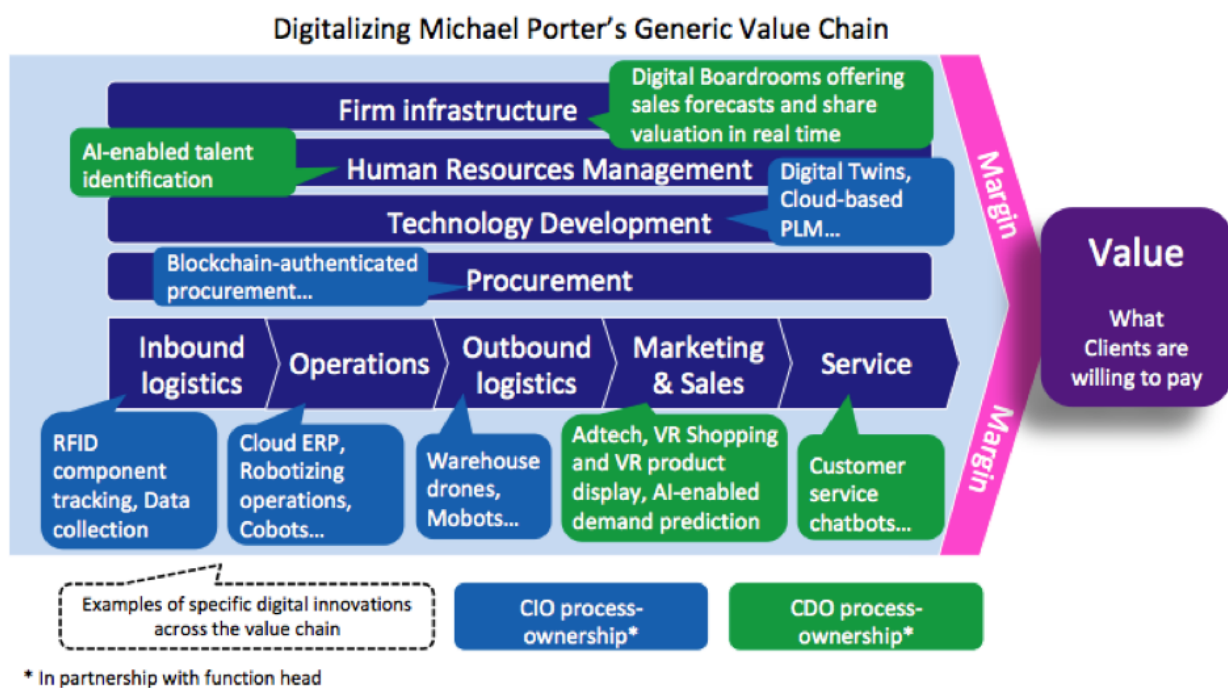 Digitalizing Michael Porter's Generic Value Chain
Firm infrastructure
Digital Boardrooms offering
sales forecasts and share
valuation in real time
AI-enabled talent
identification
Human Resources Management
Technology Development
Digital Twins,
Cloud-based
PLM...
Blockchain-authenticated
procurement...
Procurement
Inbound
logistics
Operations
Outbound
logistics
Marketing
& Sales
Service
RFID
component
tracking, Data
collection
Cloud ERP,
Robotizing
operations,
Cobots...
Warehouse
drones,
Mobots...
Adtech, VR Shopping
and VR product
display, AI-enabled
demand prediction
Customer
service
chatbots...
Margin
Margin
Value
What
Clients are
willing to pay
Examples of specific digital innovations
across the value chain
CIO process-
ownership*
CDO process-
ownership*
* In partnership with function head